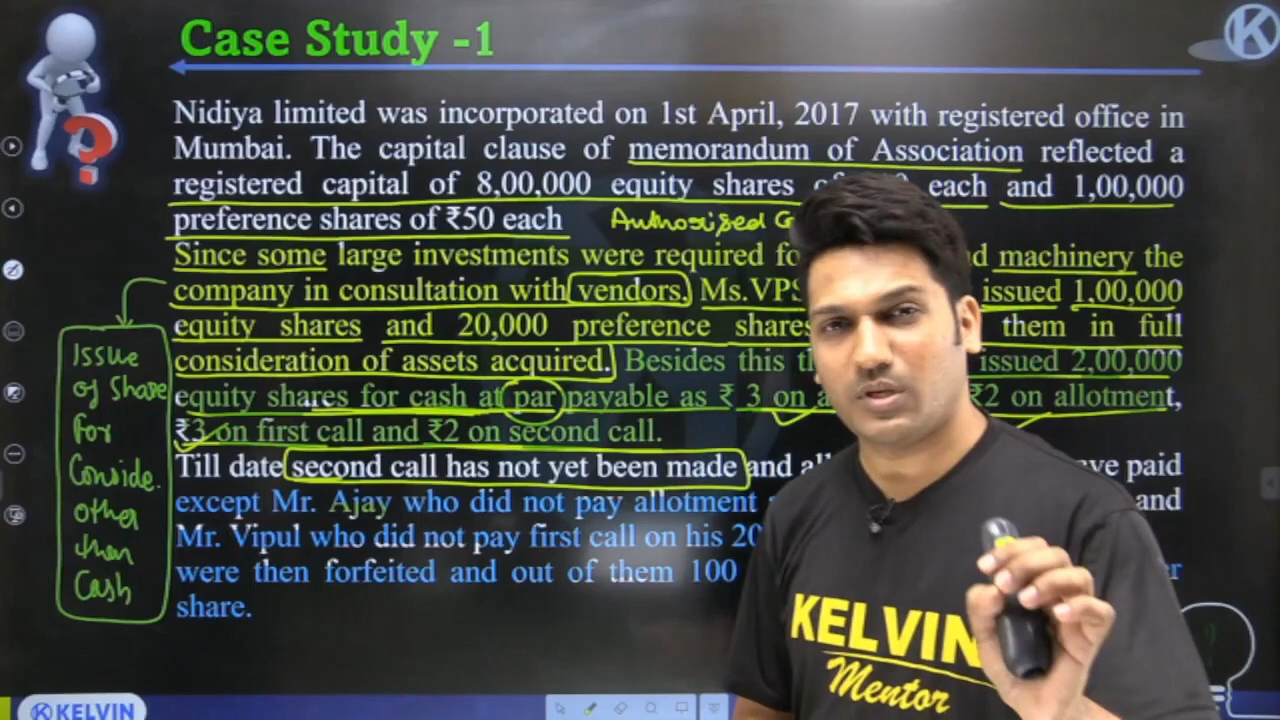 Case Study -1
K
Nidiya limited was incorporated on 1st April, 2017 with registered office in
Mumbai. The capital clause of memorandum of Association reflected a
registered capital of 8,00,000 equity shares each and 1,00,000
preference shares of ₹50 each Authorised
Since some large investments were required machinery the
company in consultation with vendors, Ms.VPS issued 1,00,000
equity shares and 20,000 preference shares them in full
consideration of assets acquired. Besides this issued 2,00,000
equity shares for cash at par payable as ₹ 3 on ₹2 on allotment,
₹3 on first call and ₹2 on second call.
Till date second call has not yet been made and paid
except Mr. Ajay who did not pay allotment and
Mr. Vipul who did not pay first call on his
were then forfeited and out of them 100
share.
Issue
of Share
for
Conside.
other
then
Cash
KELVIN
Mentor
KELVIN